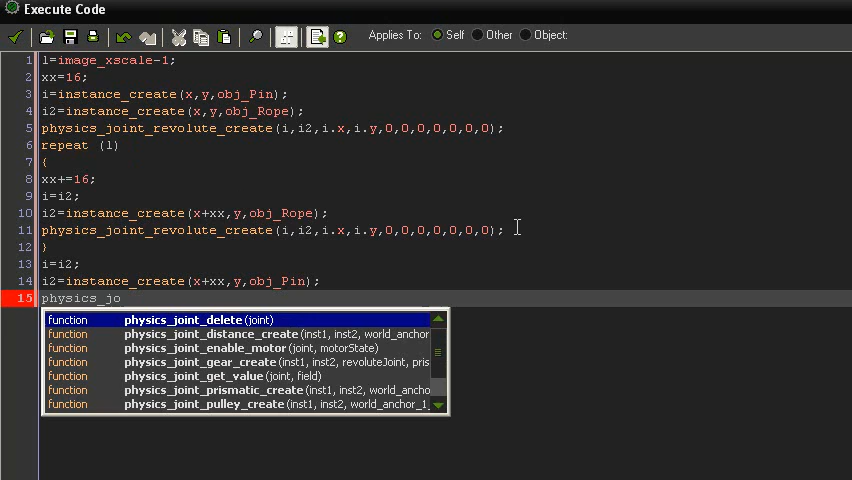 Execute Code
Applies To: Self Other Object:
1 l=image_xscale-1;
2 xx=16;
3 i=instance_create(x,y,obj_Pin);
4 i2=instance_create(x,y,obj_Rope);
5 physics_joint_revolute_create(i,i2,i.x,i.y,0,0,0,0,0,0,0);
6 repeat (l)
7 {
8 xx+=16;
9 i=i2;
10 i2=instance_create(x+xx,y,obj_Rope);
11 physics_joint_revolute_create(i,i2,i.x,i.y,0,0,0,0,0,0,0);
12 }
13 i=i2;
14 i2=instance_create(x+xx,y,obj_Pin);
15 physics_jo
function physics_joint_delete(joint)
function physics_joint_distance_create(inst1, inst2, world_anchor
function physics_joint_enable_motor(joint, motorState)
function physics_joint_gear_create(inst1, inst2, revoluteJoint, pris
function physics_joint_get_value(joint, field)
function physics_joint_prismatic_create(inst1, inst2, world_ancho
function physics_joint_pulley_create(inst1, inst2, world_anchor_1_